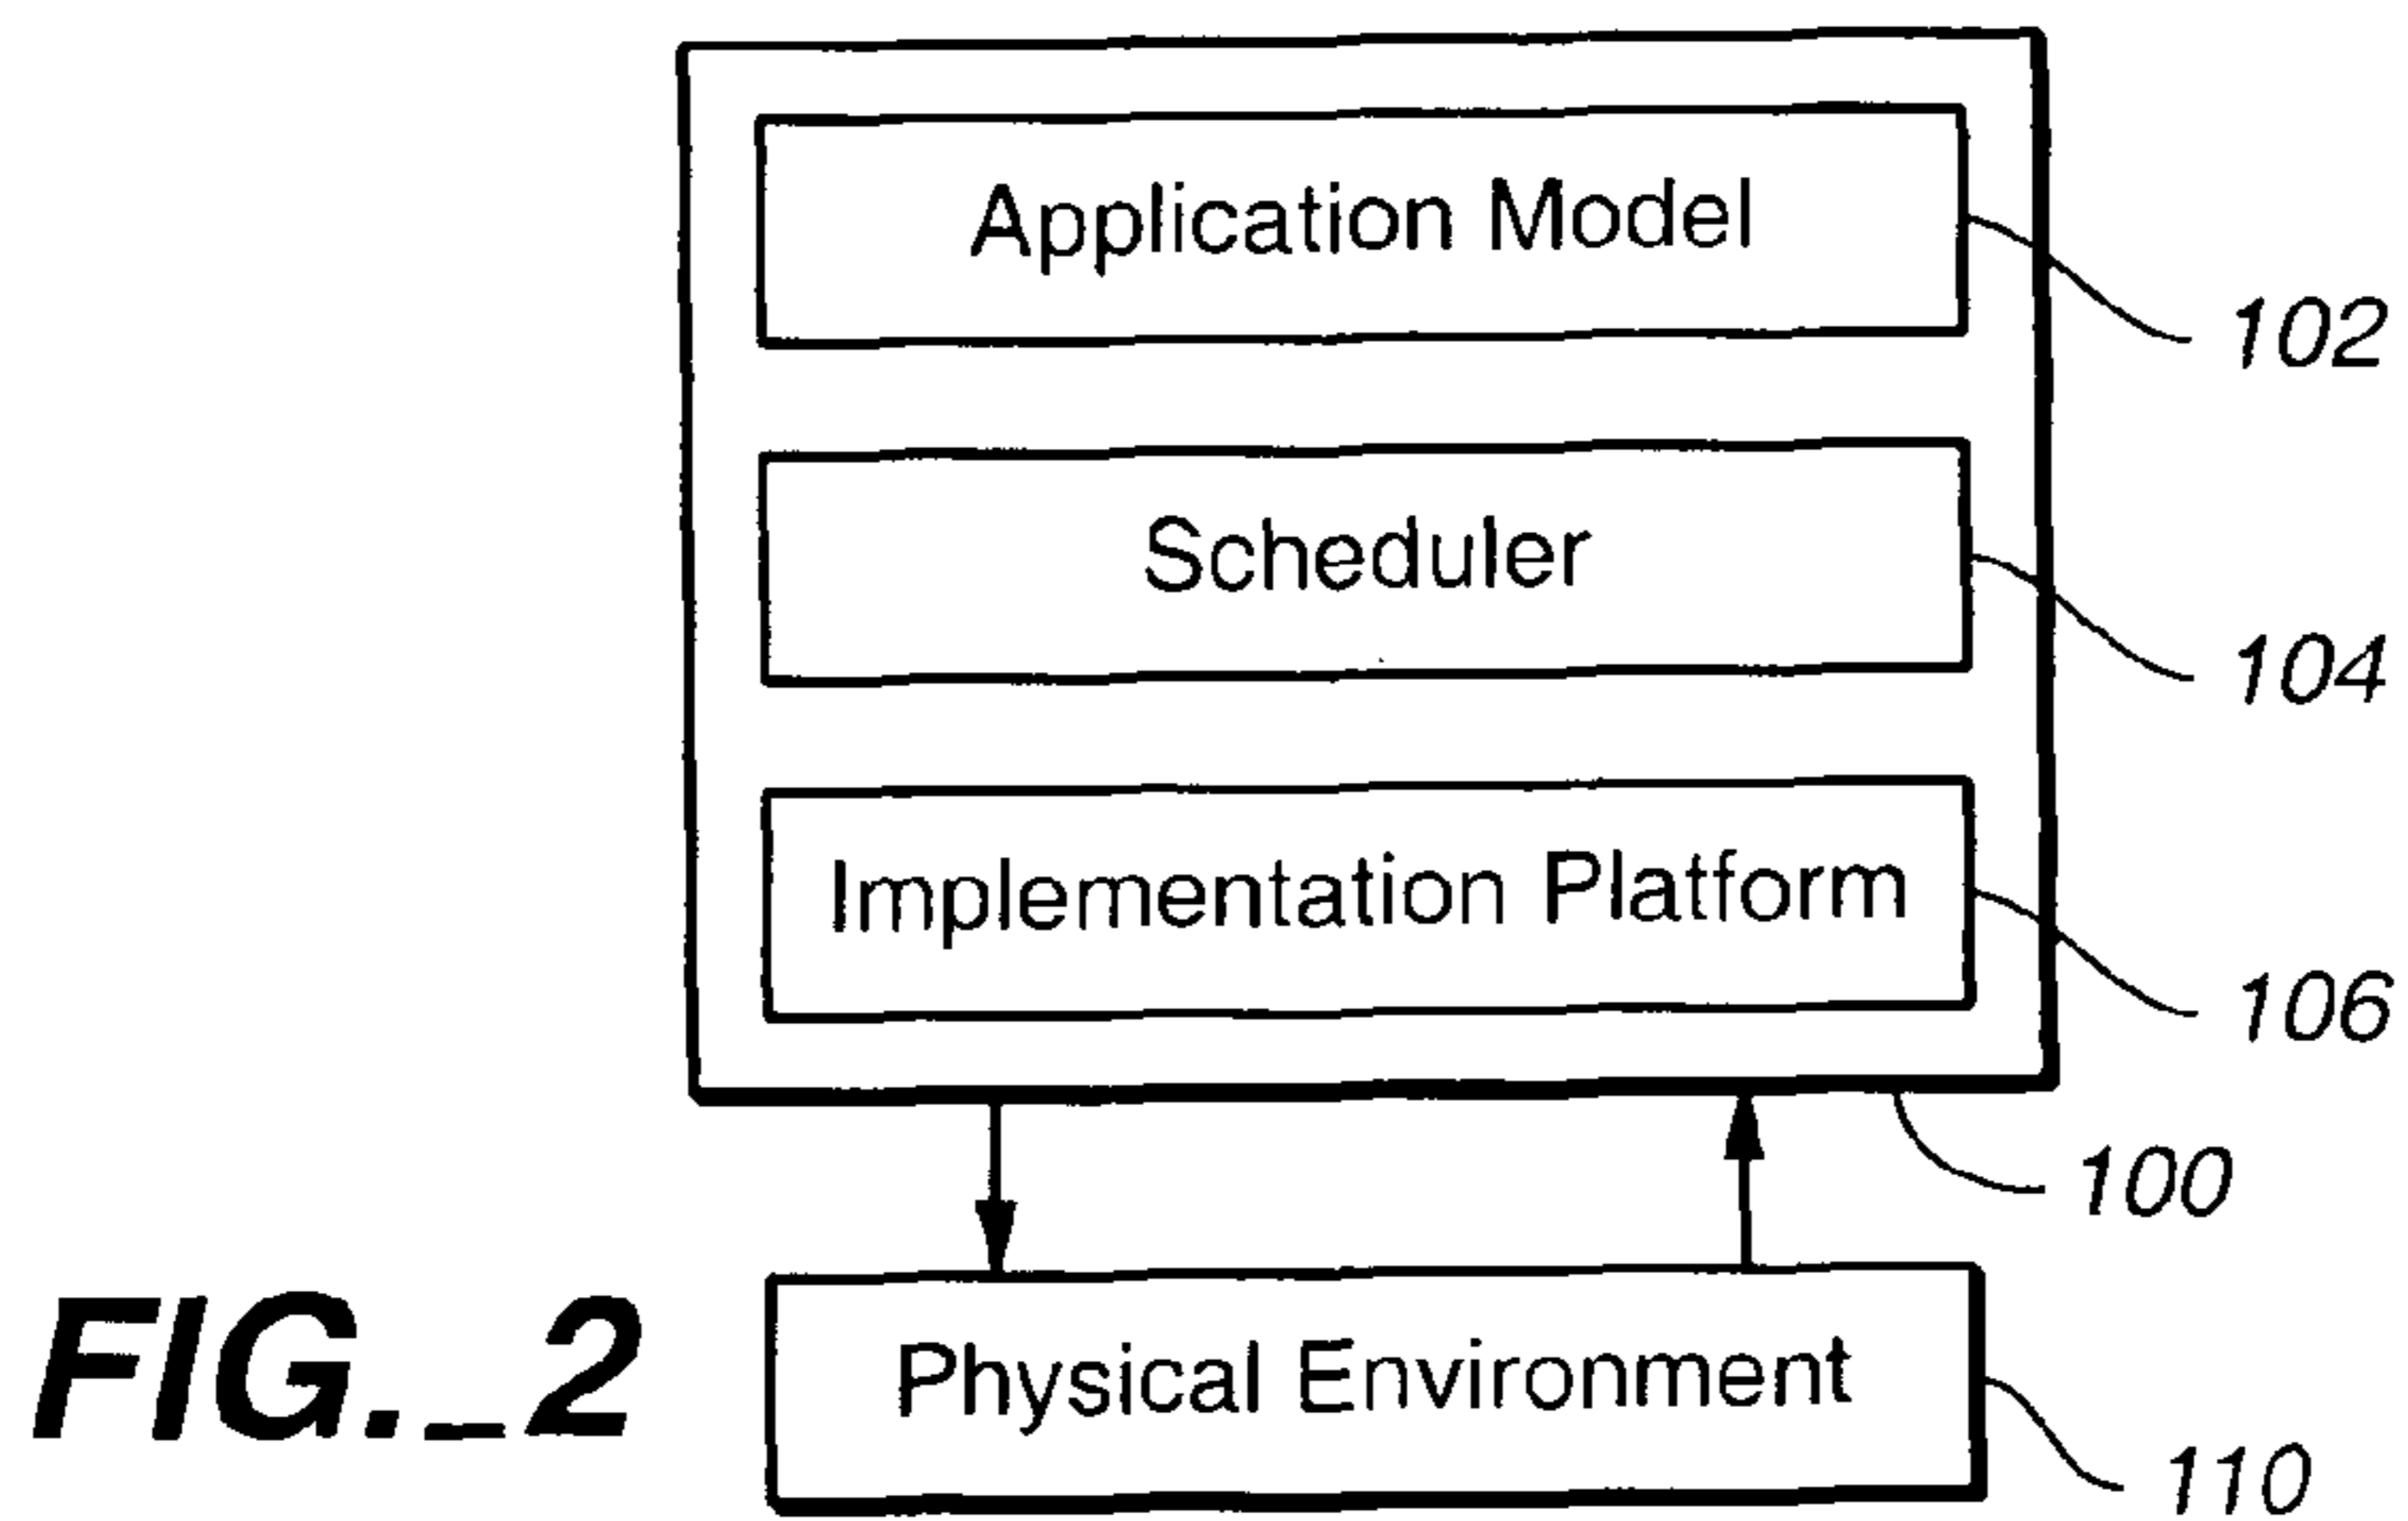 Application Model
102
Scheduler
104
Implementation Platform
106
100
Physical Environment
110
FIG._2